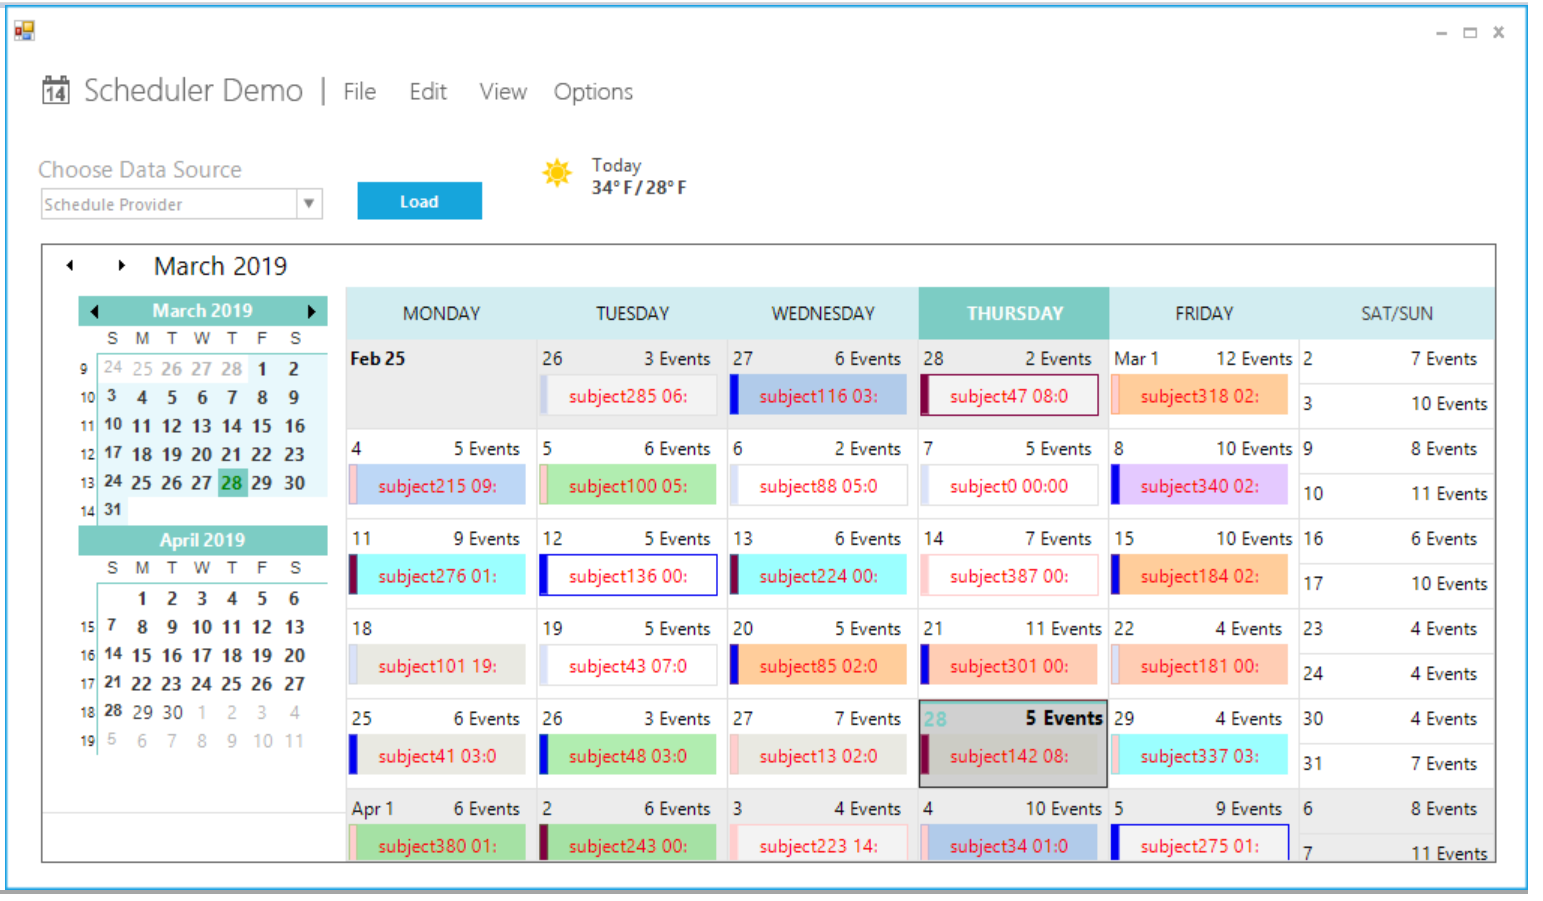 14 Scheduler Demo | File Edit View Options
Choose Data Source
Schedule Provider
Load
Today
34° F / 28° F
March 2019
March 2019
S M T W T F S
9 24 25 26 27 28 1 2
10 3 4 5 6 7 8 9
11 10 11 12 13 14 15 16
12 17 18 19 20 21 22 23
13 24 25 26 27 28 29 30
14 31
April 2019
S M T W T F S
1 2 3 4 5 6
15 7 8 9 10 11 12 13
16 14 15 16 17 18 19 20
17 21 22 23 24 25 26 27
18 28 29 30 1 2 3 4
19 5 6 7 8 9 10 11
MONDAY TUESDAY WEDNESDAY THURSDAY FRIDAY SAT/SUN
Feb 25 26 3 Events 27 6 Events 28 2 Events Mar 1 12 Events 2 7 Events
subject285 06: subject116 03: subject47 08:0 subject318 02:
3 10 Events
4 5 Events 5 6 Events 6 2 Events 7 5 Events 8 10 Events 9 8 Events
subject215 09: subject100 05: subject88 05:0 subject0 00:00 subject340 02:
10 11 Events
11 9 Events 12 5 Events 13 6 Events 14 7 Events 15 10 Events 16 6 Events
subject276 01: subject136 00: subject224 00: subject387 00: subject184 02:
17 10 Events
18 19 5 Events 20 5 Events 21 11 Events 22 4 Events 23 4 Events
subject101 19: subject43 07:0 subject85 02:0 subject301 00: subject181 00:
24 4 Events
25 6 Events 26 3 Events 27 7 Events 28 5 Events 29 4 Events 30 4 Events
subject41 03:0 subject48 03:0 subject13 02:0 subject142 08: subject337 03:
31 7 Events
Apr 1 6 Events 2 6 Events 3 4 Events 4 10 Events 5 9 Events 6 8 Events
subject380 01: subject243 00: subject223 14: subject34 01:0 subject275 01:
7 11 Events